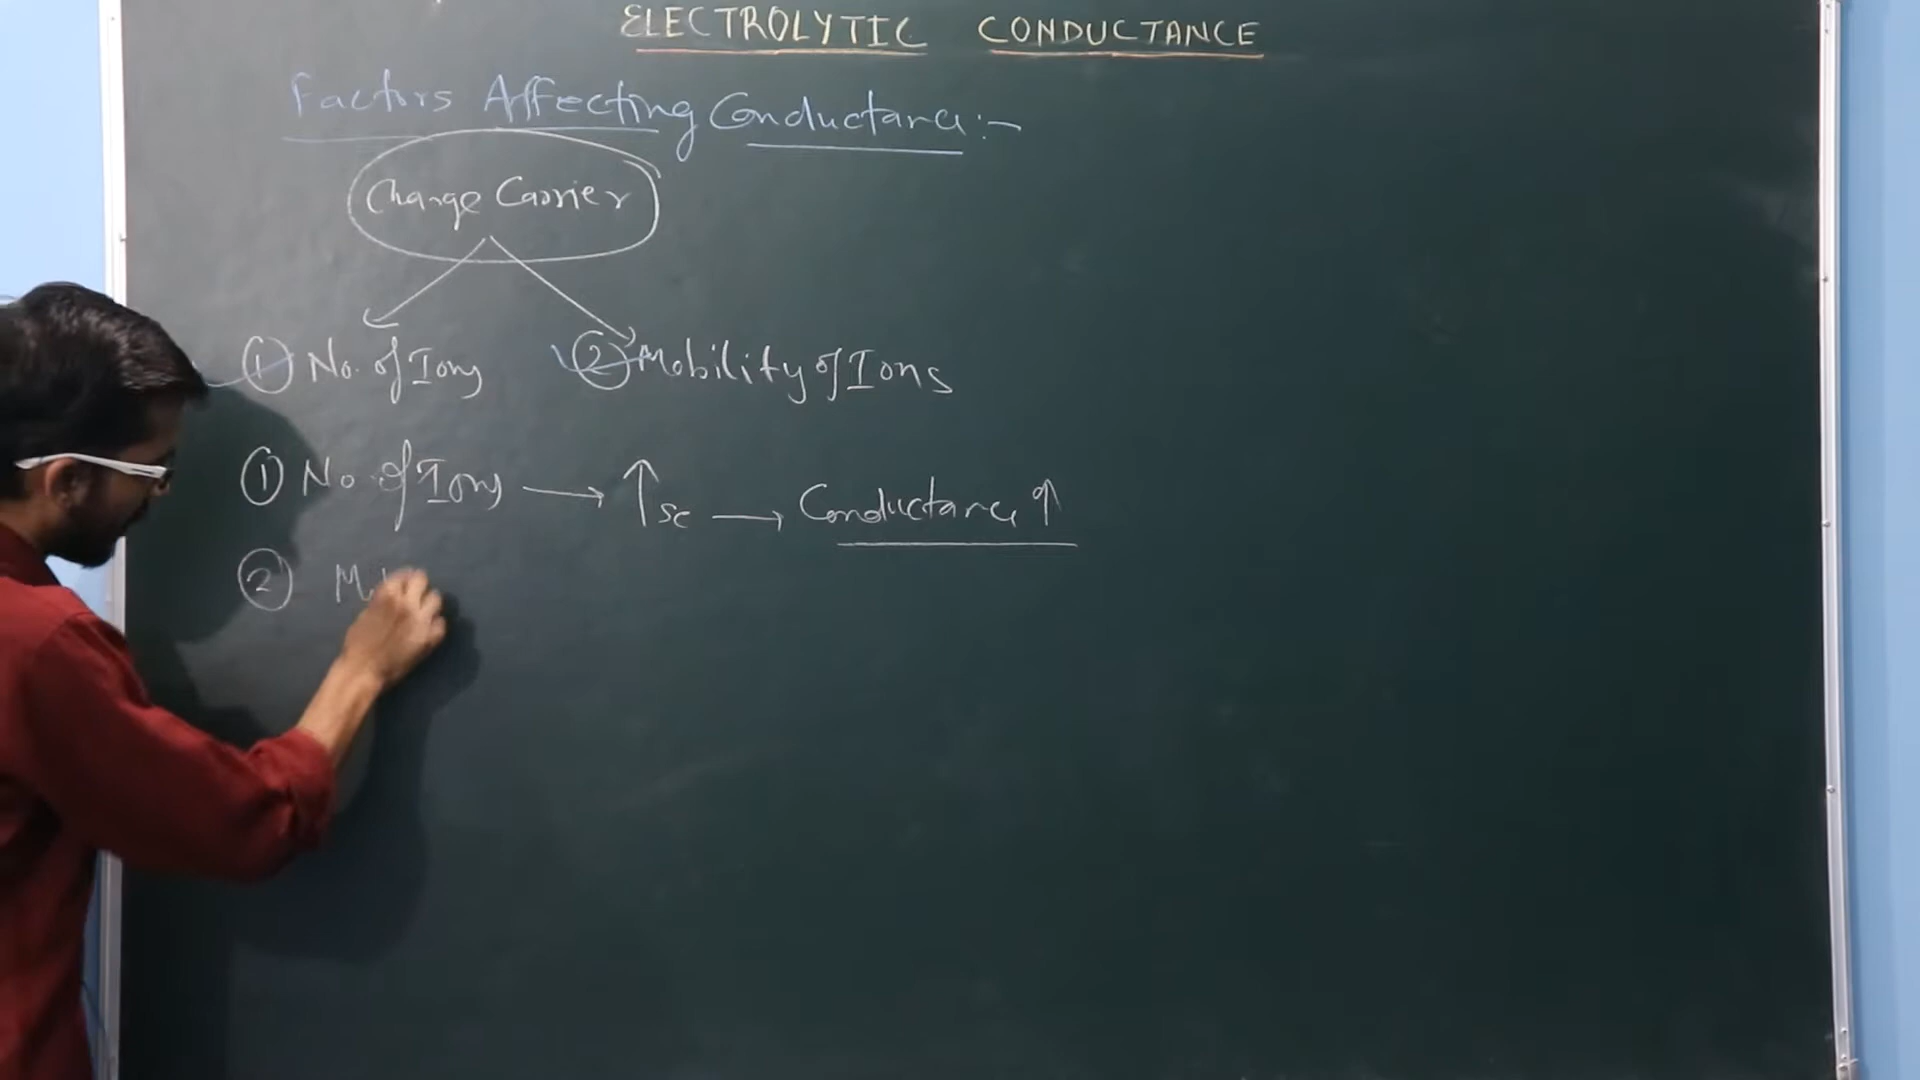 ELECTROLYTIC CONDUCTANCE
Factors Affecting Conductance :-
Charge Carrier
① No. of Ions ② Mobility of Ions
① No. of Ions → ↑se → Conductance ↑
②